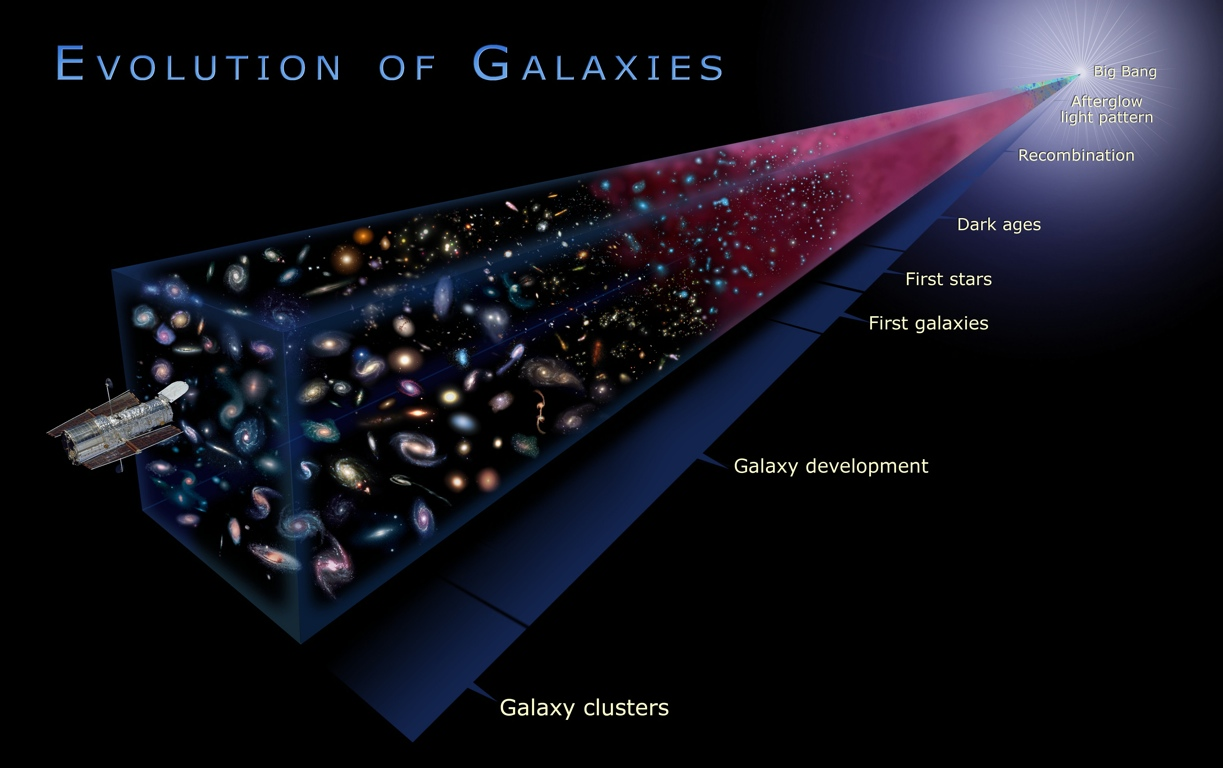 Evolution of Galaxies
Big Bang
Afterglow
light pattern
Recombination
Dark ages
First stars
First galaxies
Galaxy development
Galaxy clusters